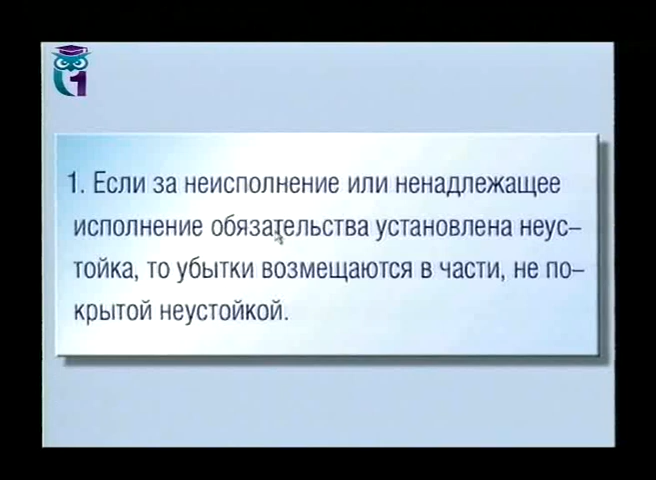 1
1. Если за неисполнение или ненадлежащее
исполнение обязательства установлена неус–
тойка, то убытки возмещаются в части, не по–
крытой неустойкой.